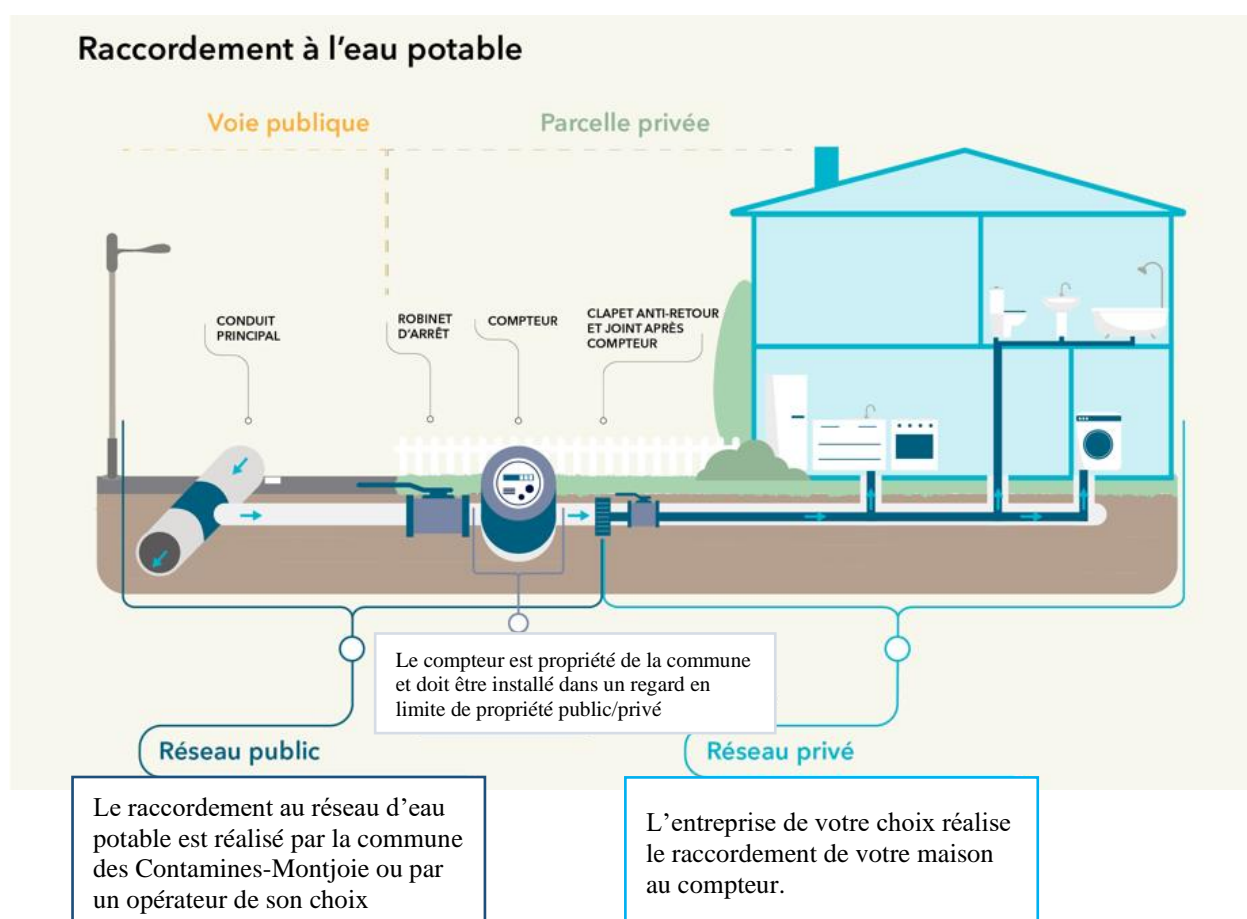 Raccordement à l’eau potable
Voie publique
Parcelle privée
CONDUIT
PRINCIPAL
ROBINET
D’ARRÊT
COMPTEUR
CLAPET ANTI-RETOUR
ET JOINT APRÈS
COMPTEUR
Le compteur est propriété de la commune
et doit être installé dans un regard en
limite de propriété public/privé
Réseau public
Le raccordement au réseau d’eau
potable est réalisé par la commune
des Contamines-Montjoie ou par
un opérateur de son choix
Réseau privé
L’entreprise de votre choix réalise
le raccordement de votre maison
au compteur.